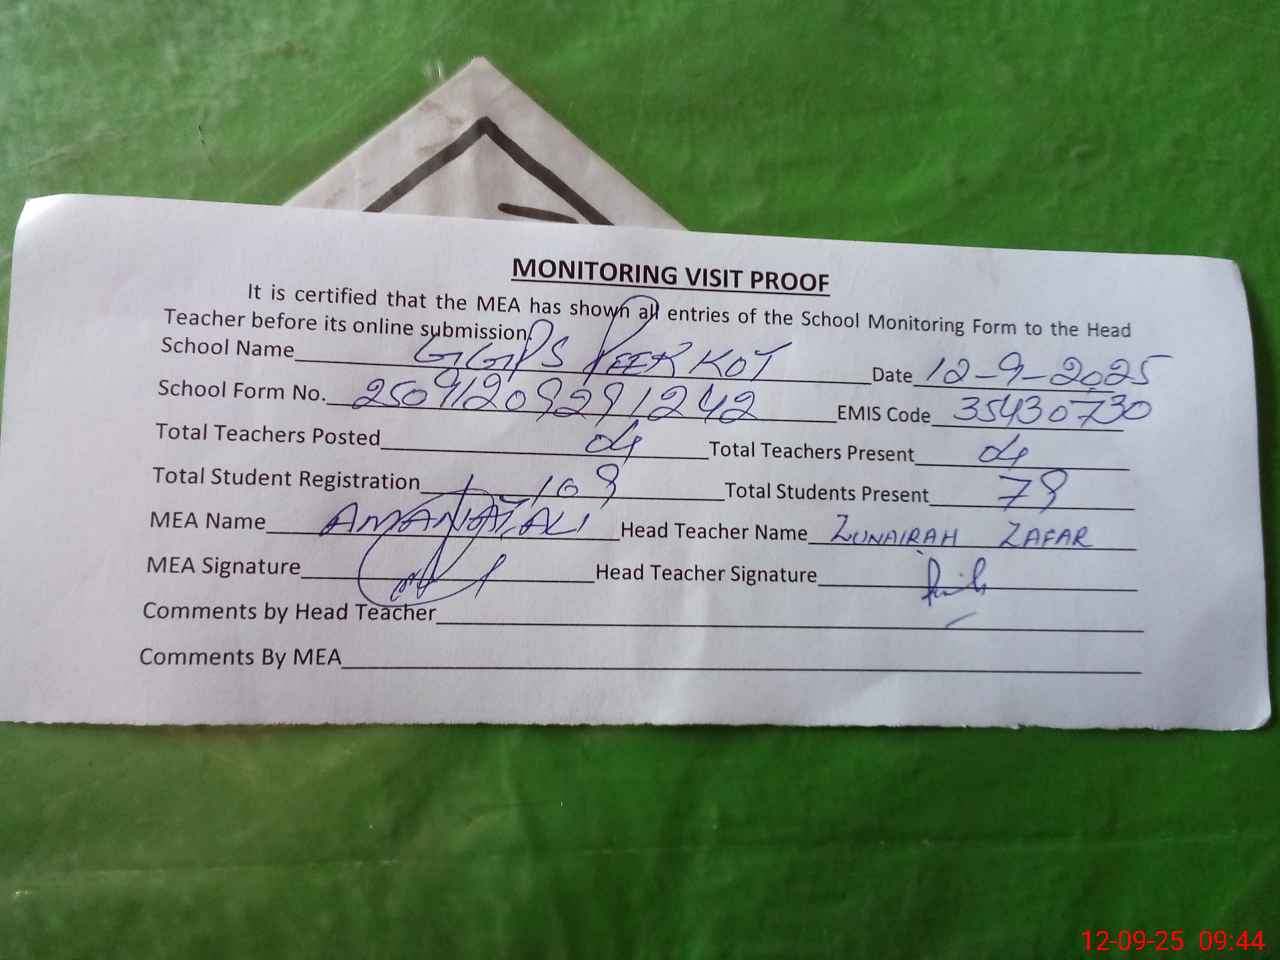 MONITORING VISIT PROOF
It is certified that the MEA has shown all entries of the School Monitoring Form to the Head
Teacher before its online submission.
School Name GGPS PEER KOT Date 12-9-2025
School Form No. 25091209291242 EMIS Code 35430730
Total Teachers Posted 04 Total Teachers Present 04
Total Student Registration 109 Total Students Present 79
MEA Name AMANAT ALI Head Teacher Name ZUNAIRAH ZAFAR
MEA Signature Head Teacher Signature
Comments by Head Teacher
Comments By MEA
12-09-25 09:44